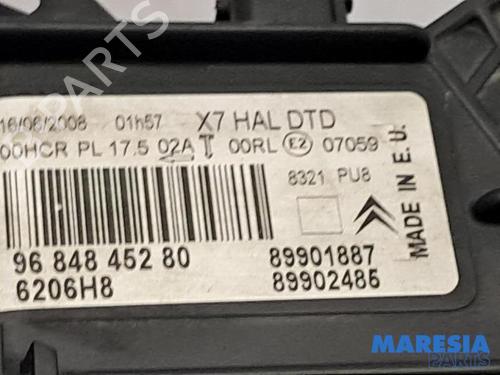 16/06/2008 01h57 X7 HAL DTD
00HCR PL 17.5 02A T 00RL E2 07059
8321 PU8
MADE IN E.U.
96 848 452 80 89901887
6206H8 89902485
MARESIA
PARTS